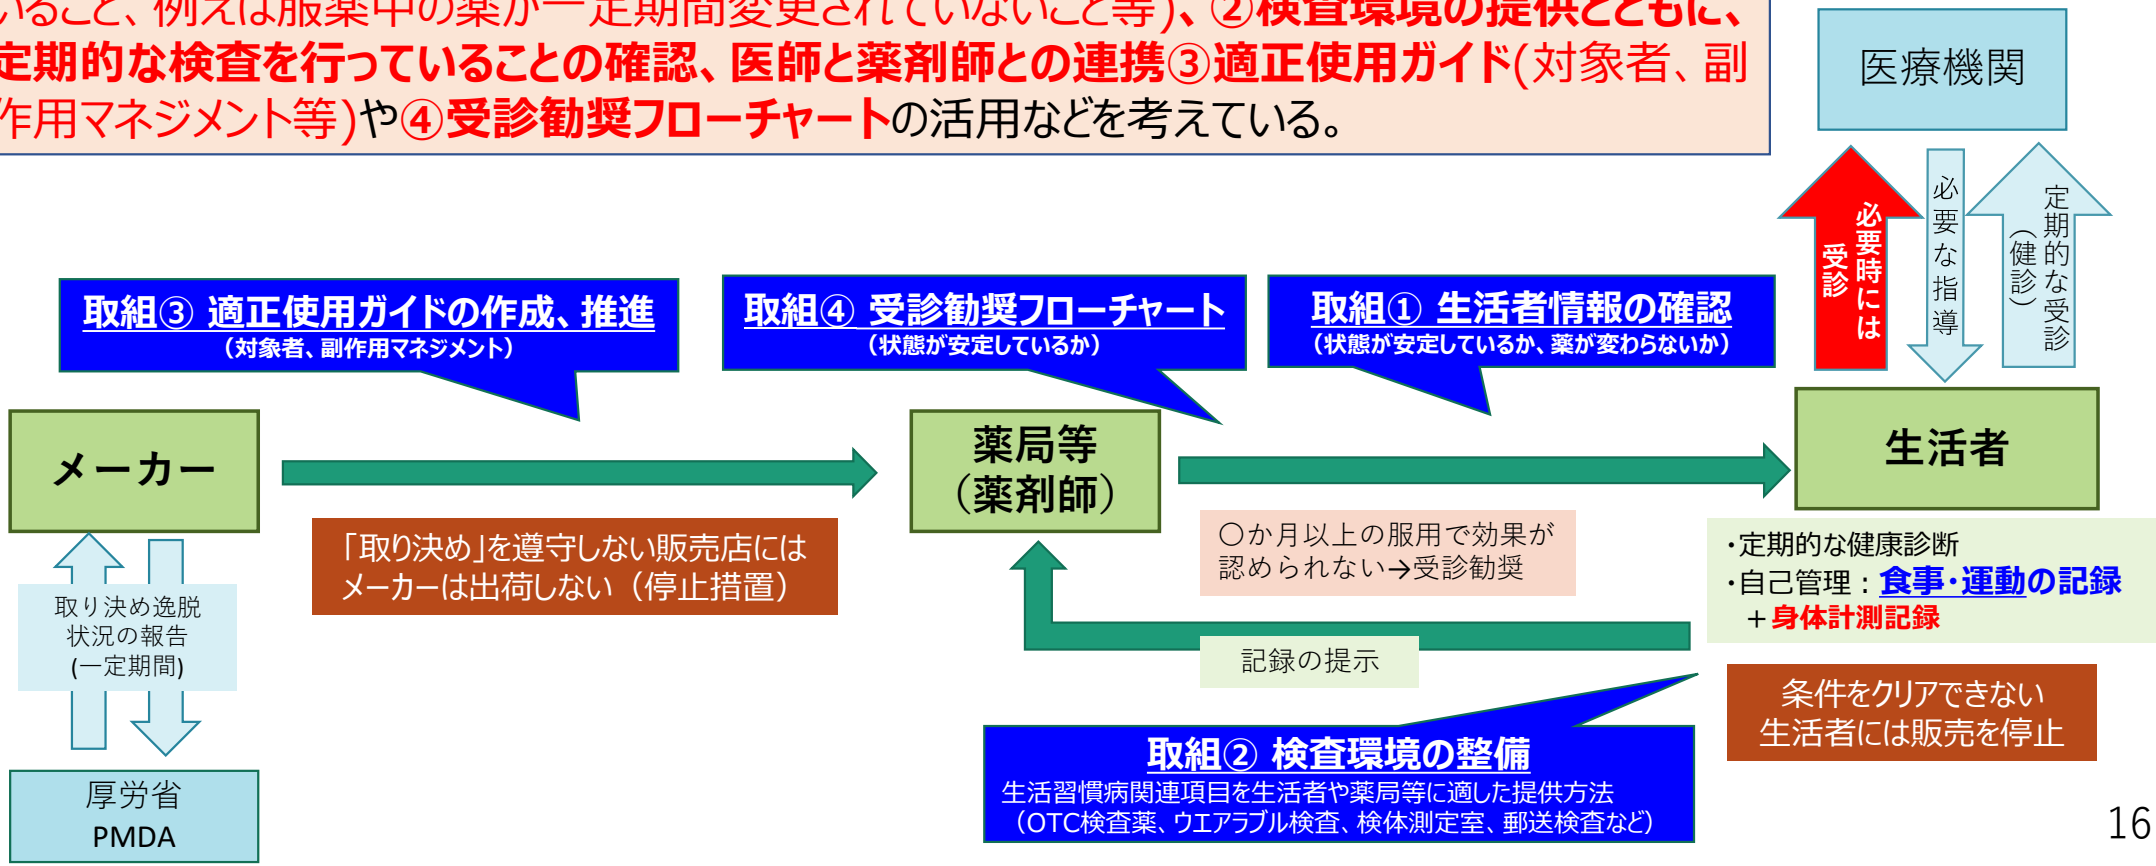 いること、例えば服薬中の薬が一定期間変更されていないこと等)、②検査環境の提供とともに、
定期的な検査を行っていることの確認、医師と薬剤師との連携③適正使用ガイド(対象者、副
作用マネジメント等)や④受診勧奨フローチャートの活用などを考えている。
医療機関
必要時には
受診
必要な指導
定期的な受診
（健診）
取組③ 適正使用ガイドの作成、推進
（対象者、副作用マネジメント）
取組④ 受診勧奨フローチャート
（状態が安定しているか）
取組① 生活者情報の確認
（状態が安定しているか、薬が変わらないか）
メーカー
薬局等
（薬剤師）
生活者
「取り決め」を遵守しない販売店には
メーカーは出荷しない（停止措置）
〇か月以上の服用で効果が
認められない→受診勧奨
・定期的な健康診断
・自己管理：食事・運動の記録
＋身体計測記録
取り決め逸脱
状況の報告
(一定期間)
記録の提示
条件をクリアできない
生活者には販売を停止
取組② 検査環境の整備
生活習慣病関連項目を生活者や薬局等に適した提供方法
（OTC検査薬、ウエアラブル検査、検体測定室、郵送検査など）
厚労省
PMDA
16